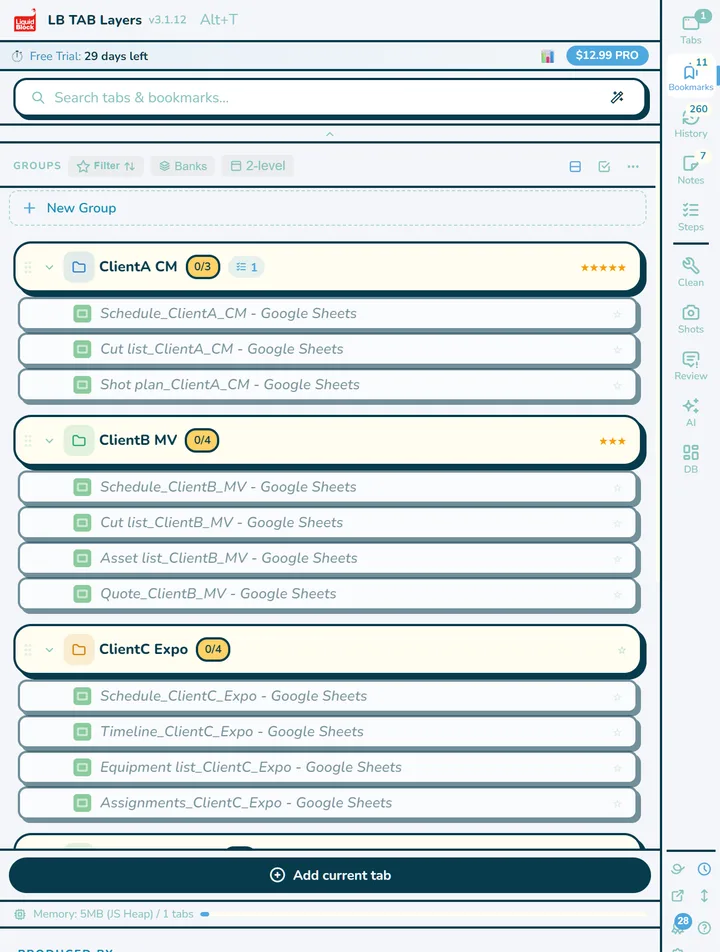 Liquid Block LB TAB Layers v3.1.12 Alt+T
Free Trial: 29 days left $12.99 PRO
Search tabs & bookmarks...
GROUPS Filter Banks 2-level
New Group
ClientA CM 0/3 1
Schedule_ClientA_CM - Google Sheets
Cut list_ClientA_CM - Google Sheets
Shot plan_ClientA_CM - Google Sheets
ClientB MV 0/4
Schedule_ClientB_MV - Google Sheets
Cut list_ClientB_MV - Google Sheets
Asset list_ClientB_MV - Google Sheets
Quote_ClientB_MV - Google Sheets
ClientC Expo 0/4
Schedule_ClientC_Expo - Google Sheets
Timeline_ClientC_Expo - Google Sheets
Equipment list_ClientC_Expo - Google Sheets
Assignments_ClientC_Expo - Google Sheets
Add current tab
Memory: 5MB (JS Heap) / 1 tabs
PRODUCED BY
1
Tabs
11
Bookmarks
260
History
7
Notes
Steps
Clean
Shots
Review
AI
DB
28